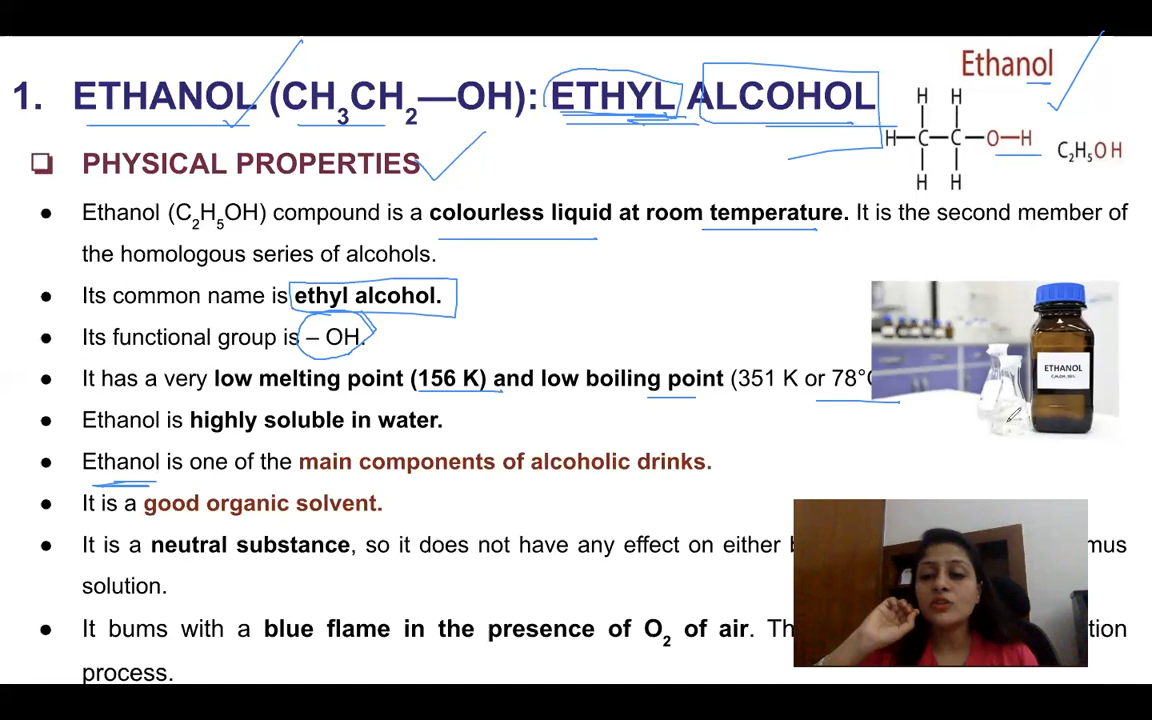 Ethanol
1. ETHANOL (CH3CH2—OH): ETHYL ALCOHOL
H H
H—C—C—O—H
H H
C2H5OH
❏ PHYSICAL PROPERTIES
● Ethanol (C2H5OH) compound is a colourless liquid at room temperature. It is the second member of
the homologous series of alcohols.
● Its common name is ethyl alcohol.
● Its functional group is – OH.
● It has a very low melting point (156 K) and low boiling point (351 K or 78°
ETHANOL
● Ethanol is highly soluble in water.
● Ethanol is one of the main components of alcoholic drinks.
● It is a good organic solvent.
● It is a neutral substance, so it does not have any effect on either mus
solution.
● It bums with a blue flame in the presence of O2 of air. tion
process.